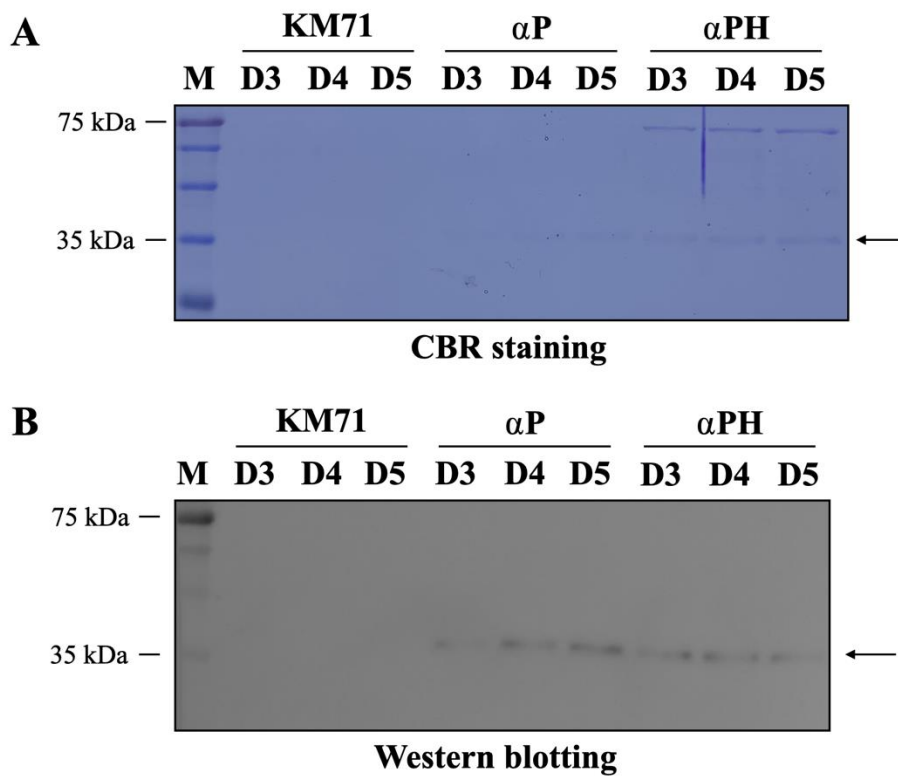 A
KM71 αP αPH
M D3 D4 D5 D3 D4 D5 D3 D4 D5
75 kDa
35 kDa
CBR staining
B
KM71 αP αPH
M D3 D4 D5 D3 D4 D5 D3 D4 D5
75 kDa
35 kDa
Western blotting